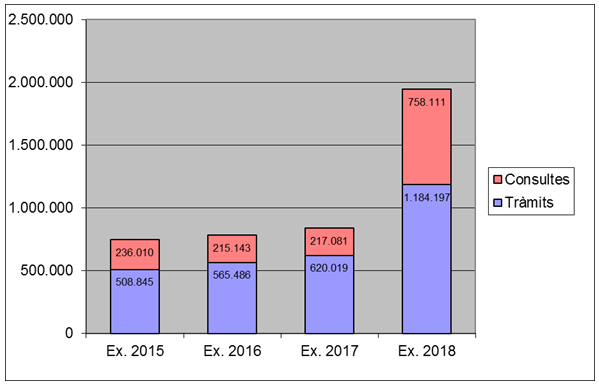 2.500.000
2.000.000
1.500.000
1.000.000
500.000
0
758.111
1.184.197
236.010
508.845
215.143
565.486
217.081
620.019
Ex. 2015
Ex. 2016
Ex. 2017
Ex. 2018
Consultes
Tràmits